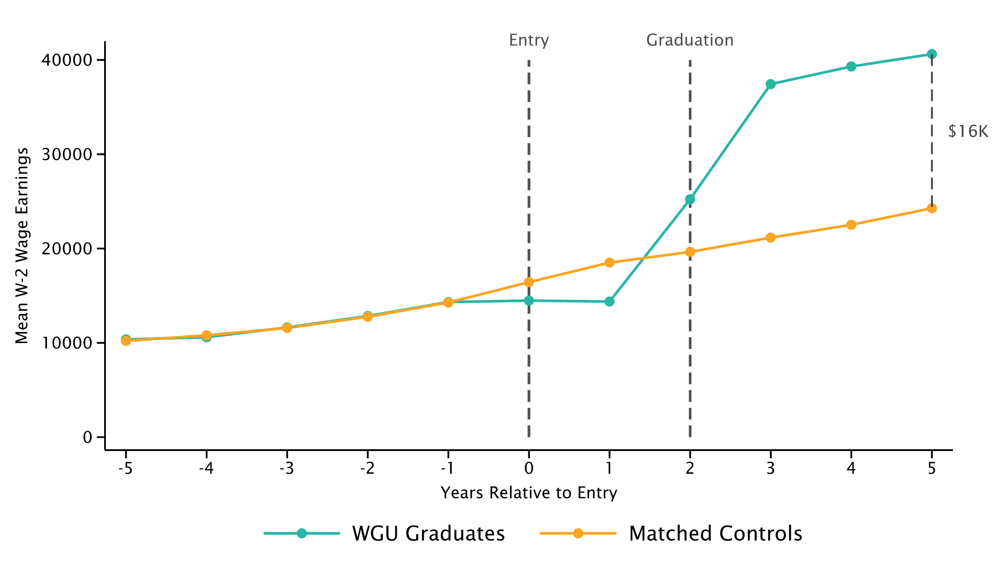 Entry
Graduation
40000
30000
20000
10000
0
Mean W-2 Wage Earnings
$16K
-5 -4 -3 -2 -1 0 1 2 3 4 5
Years Relative to Entry
WGU Graduates Matched Controls